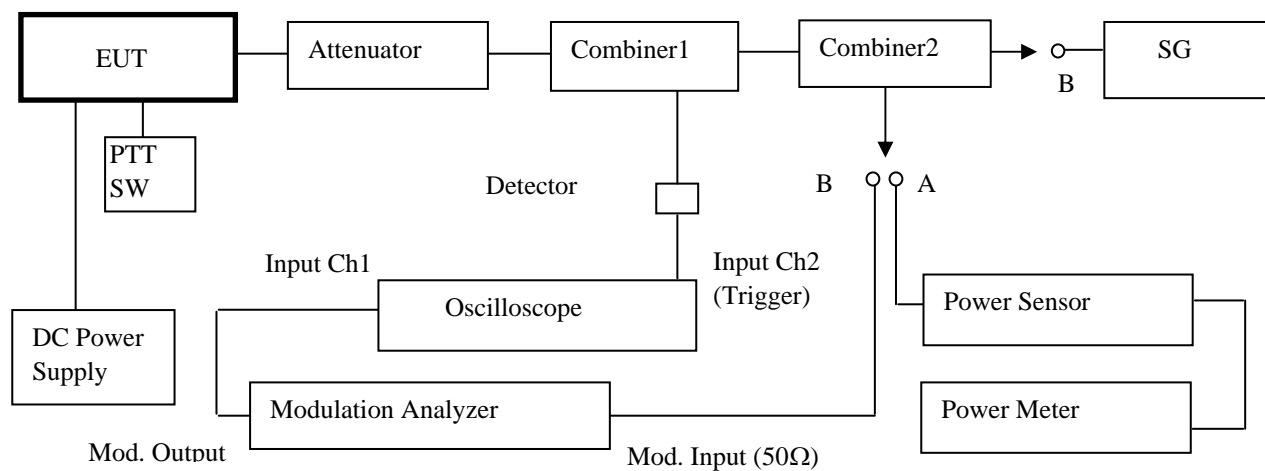 EUT
Attenuator
Combiner1
Combiner2
SG
B
PTT
SW
Detector
B
A
Input Ch1
Input Ch2
(Trigger)
Oscilloscope
Power Sensor
DC Power
Supply
Modulation Analyzer
Power Meter
Mod. Output
Mod. Input (50Ω)